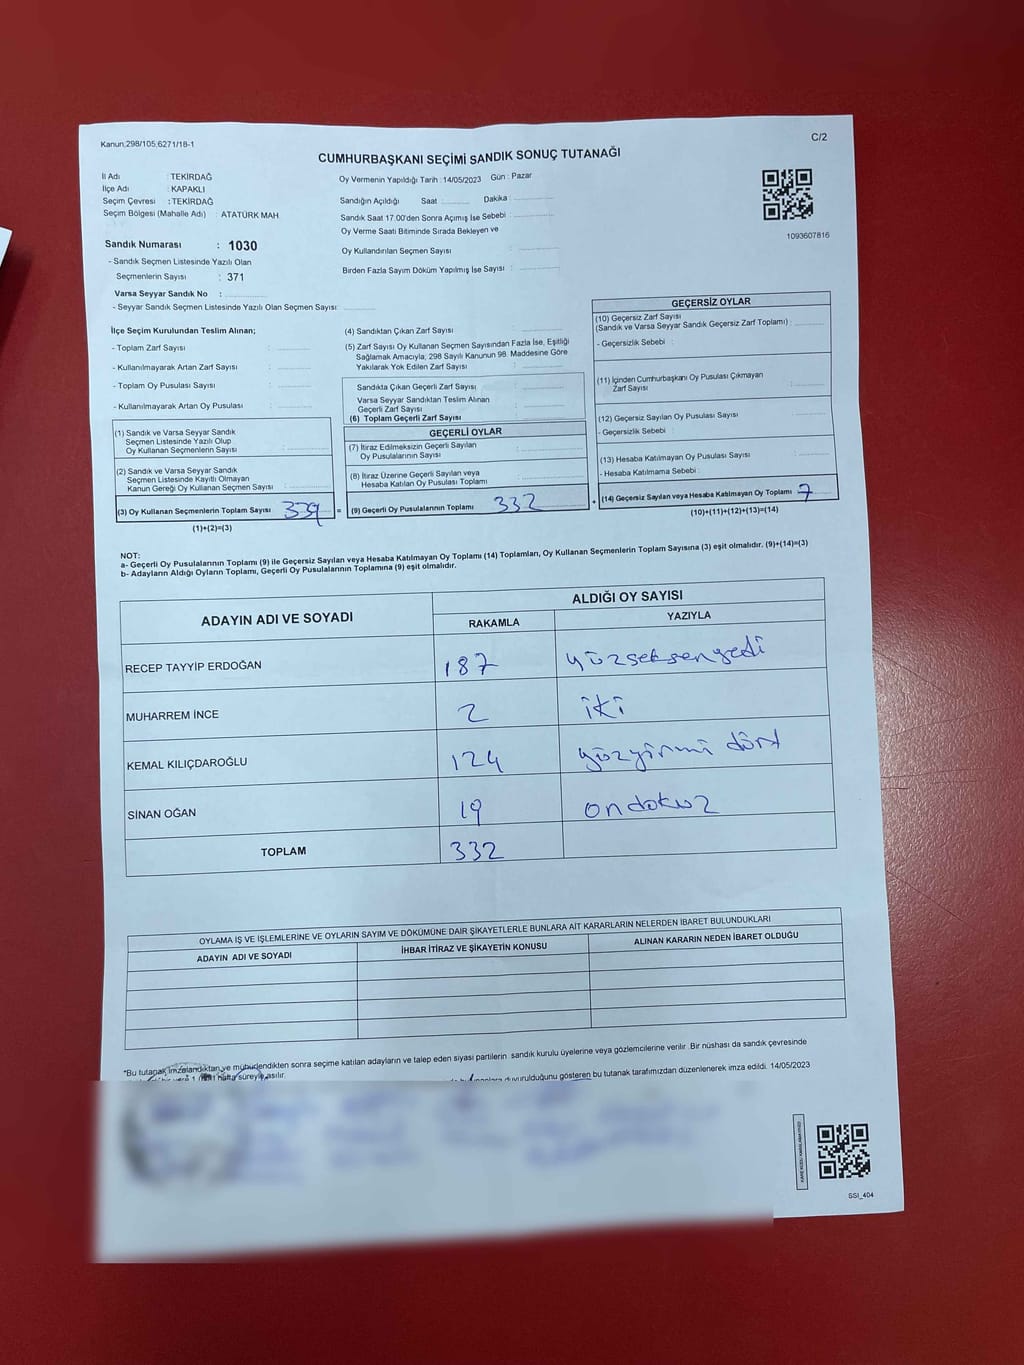 Kanun,298/105,6271/18-1
C/2
CUMHURBAŞKANI SEÇİMİ SANDIK SONUÇ TUTANAĞI
İl Adı : TEKİRDAĞ
İlçe Adı : KAPAKLI
Seçim Çevresi : TEKİRDAĞ
Seçim Bölgesi (Mahalle Adı) : ATATÜRK MAH
Oy Vermenin Yapıldığı Tarih : 14/05/2023 Gün : Pazar
Sandığın Açıldığı Saat Dakika
Sandık Saat 17.00'den Sonra Açımış İse Sebebi :
Oy Verme Saati Bitiminde Sırada Bekleyen ve
Oy Kullandırılan Seçmen Sayısı :
Birden Fazla Sayım Döküm Yapılmış İse Sayısı :
1093607816
Sandık Numarası : 1030
- Sandık Seçmen Listesinde Yazılı Olan
Seçmenlerin Sayısı : 371
Varsa Seyyar Sandık No :
- Seyyar Sandık Seçmen Listesinde Yazılı Olan Seçmen Sayısı:
İlçe Seçim Kurulundan Teslim Alınan;
- Toplam Zarf Sayısı :
- Kullanılmayarak Artan Zarf Sayısı :
- Toplam Oy Pusulası Sayısı :
- Kullanılmayarak Artan Oy Pusulası :
(1) Sandık ve Varsa Seyyar Sandık
Seçmen Listesinde Yazılı Olup
Oy Kullanan Seçmenlerin Sayısı :
(2) Sandık ve Varsa Seyyar Sandık
Seçmen Listesinde Kayıtlı Olmayan
Kanun Gereği Oy Kullanan Seçmen Sayısı :
(3) Oy Kullanan Seçmenlerin Toplam Sayısı 339 =
(1)+(2)=(3)
(4) Sandıktan Çıkan Zarf Sayısı :
(5) Zarf Sayısı Oy Kullanan Seçmen Sayısından Fazla İse, Eşitliği
Sağlamak Amacıyla, 298 Sayılı Kanunun 98. Maddesine Göre
Yakılarak Yok Edilen Zarf Sayısı :
Sandıkta Çıkan Geçerli Zarf Sayısı :
Varsa Seyyar Sandıktan Teslim Alınan
Geçerli Zarf Sayısı :
(6) Toplam Geçerli Zarf Sayısı
GEÇERLİ OYLAR
(7) İtiraz Edilmeksizin Geçerli Sayılan
Oy Pusulalarının Sayısı :
(8) İtiraz Üzerine Geçerli Sayılan veya
Hesaba Katılan Oy Pusulası Toplamı :
(9) Geçerli Oy Pusulalarının Toplamı 332 +
GEÇERSİZ OYLAR
(10) Geçersiz Zarf Sayısı
(Sandık ve Varsa Seyyar Sandık Geçersiz Zarf Toplamı) :
- Geçersizlik Sebebi :
(11) İçinden Cumhurbaşkanı Oy Pusulası Çıkmayan
Zarf Sayısı :
(12) Geçersiz Sayılan Oy Pusulası Sayısı :
- Geçersizlik Sebebi :
(13) Hesaba Katılmayan Oy Pusulası Sayısı :
- Hesaba Katılmama Sebebi :
(14) Geçersiz Sayılan veya Hesaba Katılmayan Oy Toplamı 7
(10)+(11)+(12)+(13)=(14)
NOT:
a- Geçerli Oy Pusulalarının Toplamı (9) ile Geçersiz Sayılan veya Hesaba Katılmayan Oy Toplamı (14) Toplamları, Oy Kullanan Seçmenlerin Toplam Sayısına (3) eşit olmalıdır. (9)+(14)=(3)
b- Adayların Aldığı Oyların Toplamı, Geçerli Oy Pusulalarının Toplamına (9) eşit olmalıdır.
ADAYIN ADI VE SOYADI
ALDIĞI OY SAYISI
RAKAMLA YAZIYLA
RECEP TAYYİP ERDOĞAN 187 yüzseksenyedi
MUHARREM İNCE 2 iki
KEMAL KILIÇDAROĞLU 124 yüzyirmi dört
SİNAN OĞAN 19 ondokuz
TOPLAM 332
OYLAMA İŞ VE İŞLEMLERİNE VE OYLARIN SAYIM VE DÖKÜMÜNE DAİR ŞİKAYETLERLE BUNLARA AİT KARARLARIN NELERDEN İBARET BULUNDUKLARI
ADAYIN ADI VE SOYADI İHBAR İTİRAZ VE ŞİKAYETİN KONUSU ALINAN KARARIN NEDEN İBARET OLDUĞU
"Bu tutanak imzalandıktan ve mühürlendikten sonra seçime katılan adayların ve talep eden siyasi partilerin sandık kurulu üyelerine veya gözlemcilerine verilir .Bir nüshası da sandık çevresinde
hafta süreyle asılır. duyurulduğunu gösteren bu tutanak tarafımızdan düzenlenerek imza edildi. 14/05/2023
SSI_404